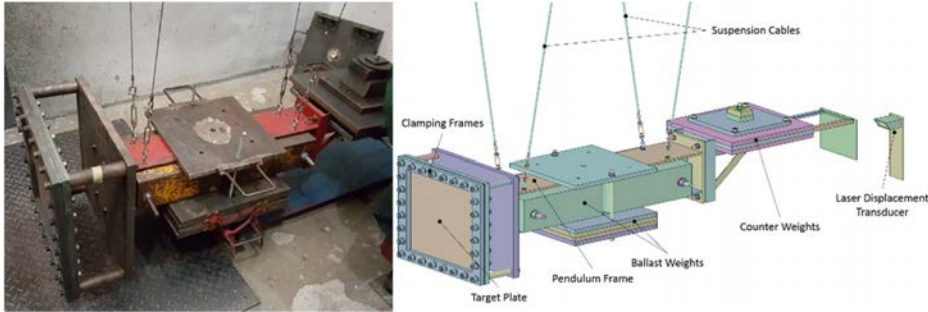 Suspension Cables
Clamping Frames
Laser Displacement
Transducer
Counter Weights
Ballast Weights
Pendulum Frame
Target Plate